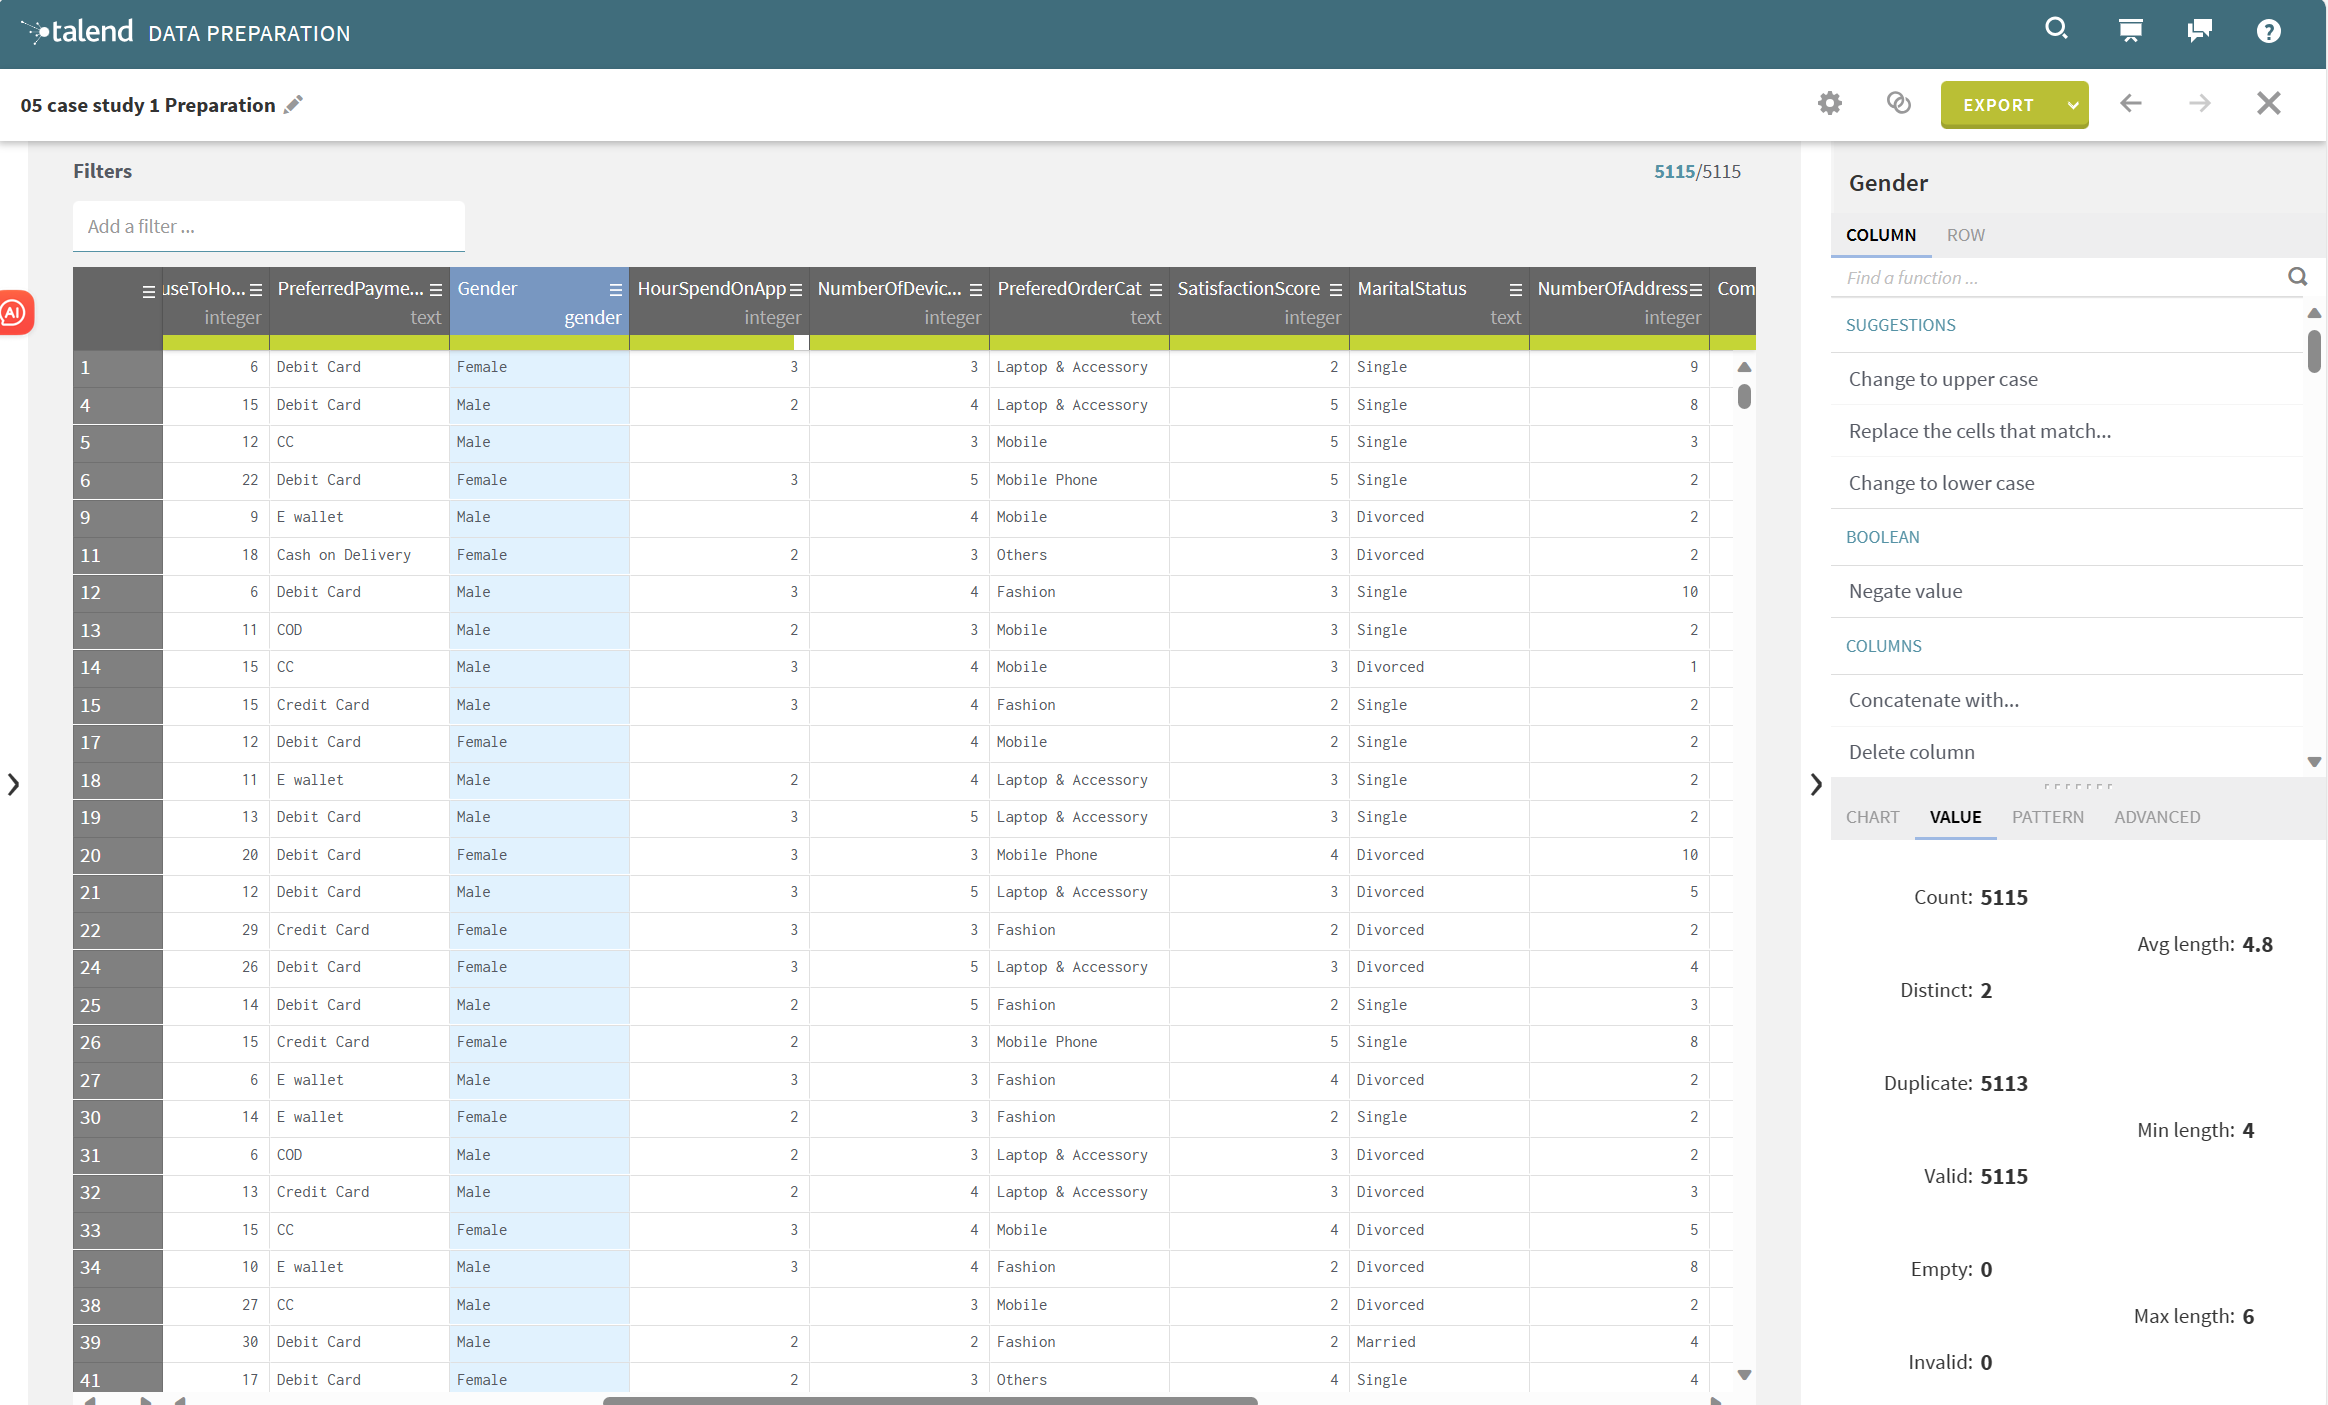 talend DATA PREPARATION
05 case study 1 Preparation
EXPORT
Filters
5115/5115
Add a filter ...
useToHo... PreferredPayme... Gender HourSpendOnApp NumberOfDevic... PreferedOrderCat SatisfactionScore MaritalStatus NumberOfAddress Com
integer text gender integer integer text integer text integer
1 6 Debit Card Female 3 3 Laptop & Accessory 2 Single 9
4 15 Debit Card Male 2 4 Laptop & Accessory 5 Single 8
5 12 CC Male 3 Mobile 5 Single 3
6 22 Debit Card Female 3 5 Mobile Phone 5 Single 2
9 9 E wallet Male 4 Mobile 3 Divorced 2
11 18 Cash on Delivery Female 2 3 Others 3 Divorced 2
12 6 Debit Card Male 3 4 Fashion 3 Single 10
13 11 COD Male 2 3 Mobile 3 Single 2
14 15 CC Male 3 4 Mobile 3 Divorced 1
15 15 Credit Card Male 3 4 Fashion 2 Single 2
17 12 Debit Card Female 4 Mobile 2 Single 2
18 11 E wallet Male 2 4 Laptop & Accessory 3 Single 2
19 13 Debit Card Male 3 5 Laptop & Accessory 3 Single 2
20 20 Debit Card Female 3 3 Mobile Phone 4 Divorced 10
21 12 Debit Card Male 3 5 Laptop & Accessory 3 Divorced 5
22 29 Credit Card Female 3 3 Fashion 2 Divorced 2
24 26 Debit Card Female 3 5 Laptop & Accessory 3 Divorced 4
25 14 Debit Card Male 2 5 Fashion 2 Single 3
26 15 Credit Card Female 2 3 Mobile Phone 5 Single 8
27 6 E wallet Male 3 3 Fashion 4 Divorced 2
30 14 E wallet Female 2 3 Fashion 2 Single 2
31 6 COD Male 2 3 Laptop & Accessory 3 Divorced 2
32 13 Credit Card Male 2 4 Laptop & Accessory 3 Divorced 3
33 15 CC Female 3 4 Mobile 4 Divorced 5
34 10 E wallet Male 3 4 Fashion 2 Divorced 8
38 27 CC Male 3 Mobile 2 Divorced 2
39 30 Debit Card Male 2 2 Fashion 2 Married 4
41 17 Debit Card Female 2 3 Others 4 Single 4
AI
Gender
COLUMN ROW
Find a function ...
SUGGESTIONS
Change to upper case
Replace the cells that match...
Change to lower case
BOOLEAN
Negate value
COLUMNS
Concatenate with...
Delete column
CHART VALUE PATTERN ADVANCED
Count: 5115
Avg length: 4.8
Distinct: 2
Duplicate: 5113
Min length: 4
Valid: 5115
Empty: 0
Max length: 6
Invalid: 0